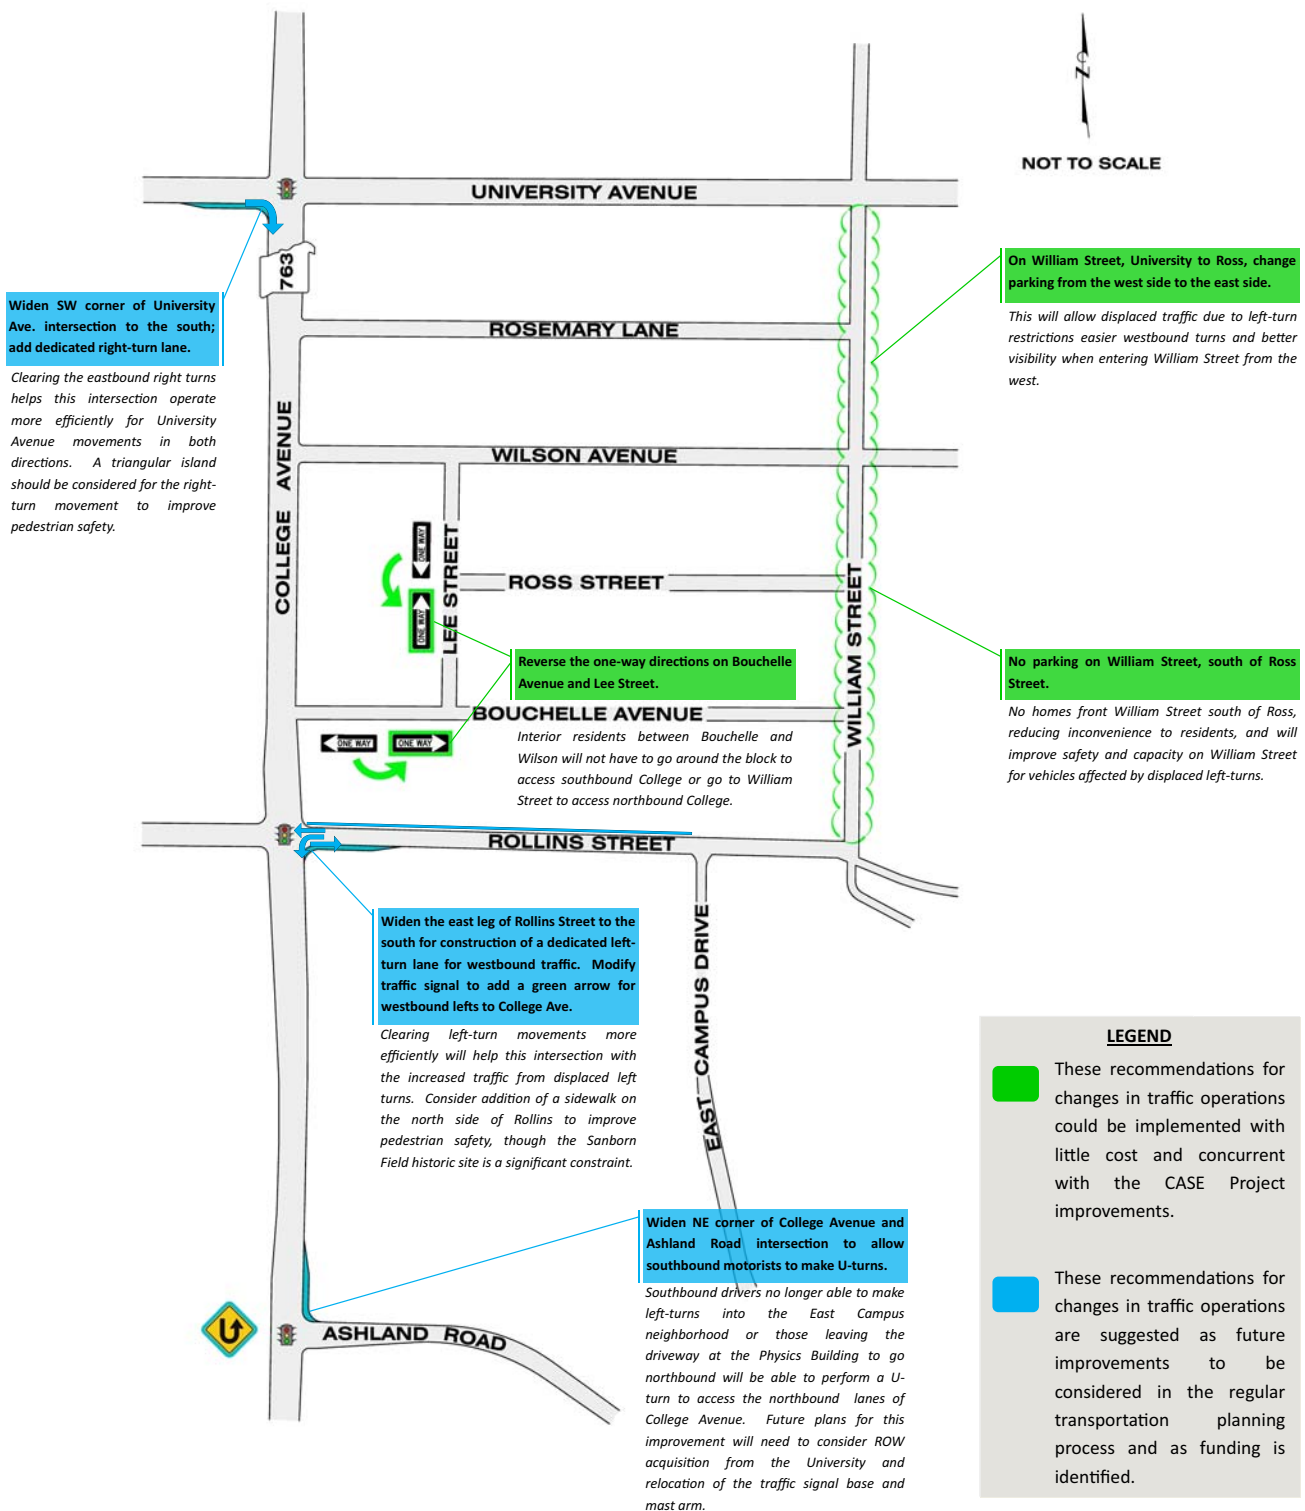 NOT TO SCALE
UNIVERSITY AVENUE
763
Widen SW corner of University
Ave. intersection to the south;
add dedicated right-turn lane.
Clearing the eastbound right turns
helps this intersection operate
more efficiently for University
Avenue movements in both
directions. A triangular island
should be considered for the right-
turn movement to improve
pedestrian safety.
On William Street, University to Ross, change
parking from the west side to the east side.
This will allow displaced traffic due to left-turn
restrictions easier westbound turns and better
visibility when entering William Street from the
west.
ROSEMARY LANE
COLLEGE AVENUE
WILSON AVENUE
ONE WAY
ONE WAY
LEE STREET
ROSS STREET
WILLIAM STREET
Reverse the one-way directions on Bouchelle
Avenue and Lee Street.
BOUCHELLE AVENUE
ONE WAY
ONE WAY
Interior residents between Bouchelle and
Wilson will not have to go around the block to
access southbound College or go to William
Street to access northbound College.
No parking on William Street, south of Ross
Street.
No homes front William Street south of Ross,
reducing inconvenience to residents, and will
improve safety and capacity on William Street
for vehicles affected by displaced left-turns.
ROLLINS STREET
Widen the east leg of Rollins Street to the
south for construction of a dedicated left-
turn lane for westbound traffic. Modify
traffic signal to add a green arrow for
westbound lefts to College Ave.
Clearing left-turn movements more
efficiently will help this intersection with
the increased traffic from displaced left
turns. Consider addition of a sidewalk on
the north side of Rollins to improve
pedestrian safety, though the Sanborn
Field historic site is a significant constraint.
EAST CAMPUS DRIVE
Widen NE corner of College Avenue and
Ashland Road intersection to allow
southbound motorists to make U-turns.
Southbound drivers no longer able to make
left-turns into the East Campus
neighborhood or those leaving the
driveway at the Physics Building to go
northbound will be able to perform a U-
turn to access the northbound lanes of
College Avenue. Future plans for this
improvement will need to consider ROW
acquisition from the University and
relocation of the traffic signal base and
mast arm.
ASHLAND ROAD
LEGEND
These recommendations for
changes in traffic operations
could be implemented with
little cost and concurrent
with the CASE Project
improvements.
These recommendations for
changes in traffic operations
are suggested as future
improvements to be
considered in the regular
transportation planning
process and as funding is
identified.
N